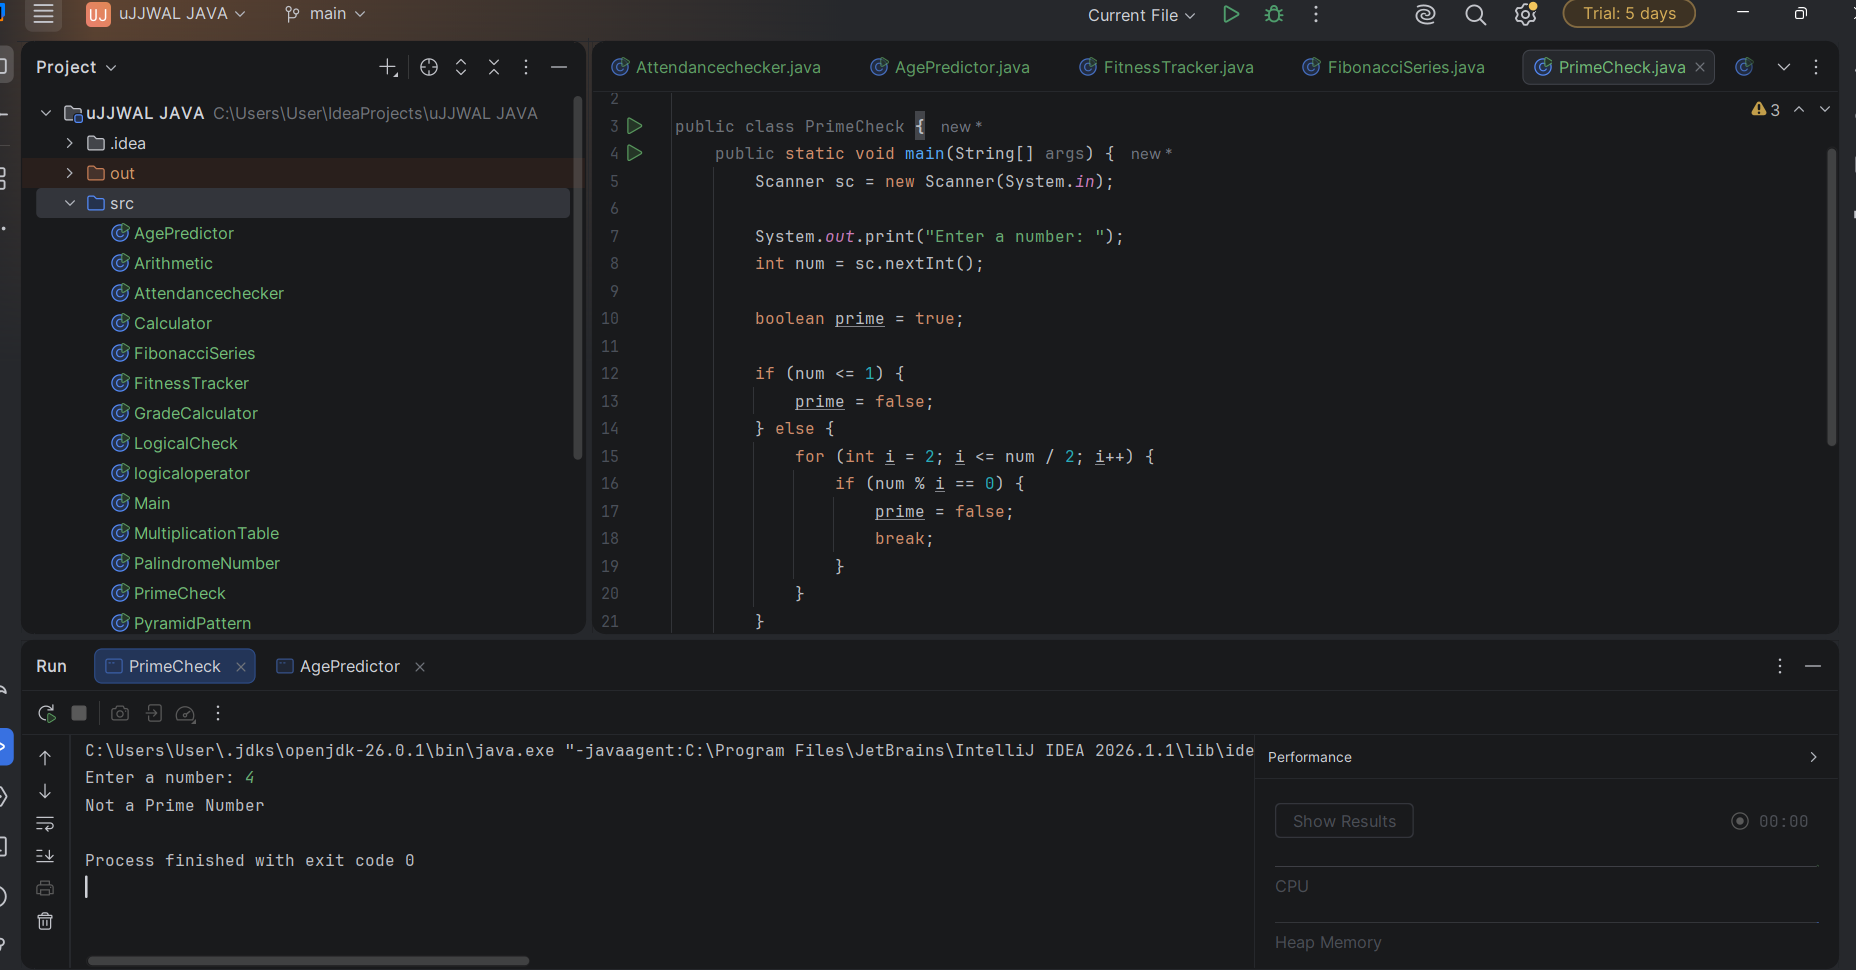 UJ uJJWAL JAVA main Current File Trial: 5 days
Project
uJJWAL JAVA C:\Users\User\IdeaProjects\uJJWAL JAVA
.idea
out
src
AgePredictor
Arithmetic
Attendancechecker
Calculator
FibonacciSeries
FitnessTracker
GradeCalculator
LogicalCheck
logicaloperator
Main
MultiplicationTable
PalindromeNumber
PrimeCheck
PyramidPattern
Attendancechecker.java AgePredictor.java FitnessTracker.java FibonacciSeries.java PrimeCheck.java
3
2
3 public class PrimeCheck { new *
4 public static void main(String[] args) { new *
5 Scanner sc = new Scanner(System.in);
6
7 System.out.print("Enter a number: ");
8 int num = sc.nextInt();
9
10 boolean prime = true;
11
12 if (num <= 1) {
13 prime = false;
14 } else {
15 for (int i = 2; i <= num / 2; i++) {
16 if (num % i == 0) {
17 prime = false;
18 break;
19 }
20 }
21 }
Run PrimeCheck AgePredictor
C:\Users\User\.jdks\openjdk-26.0.1\bin\java.exe "-javaagent:C:\Program Files\JetBrains\IntelliJ IDEA 2026.1.1\lib\ide
Enter a number: 4
Not a Prime Number
Process finished with exit code 0
Performance
Show Results 00:00
CPU
Heap Memory